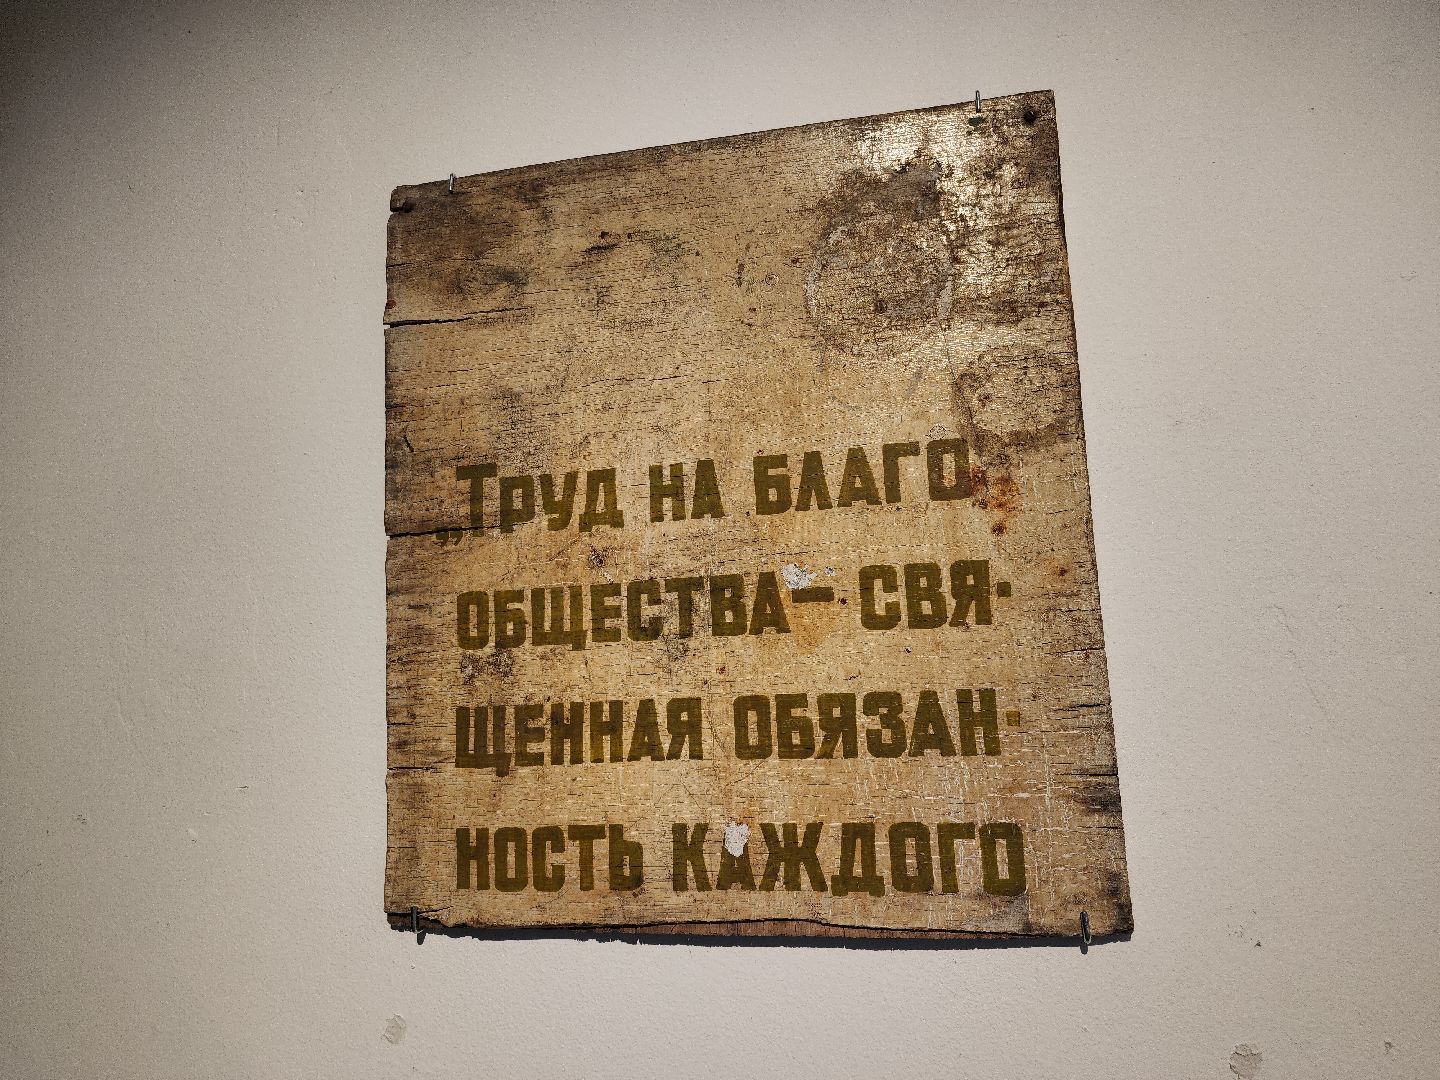 „Труд на благо
общества – свя-
щенная обязан-
ность каждого